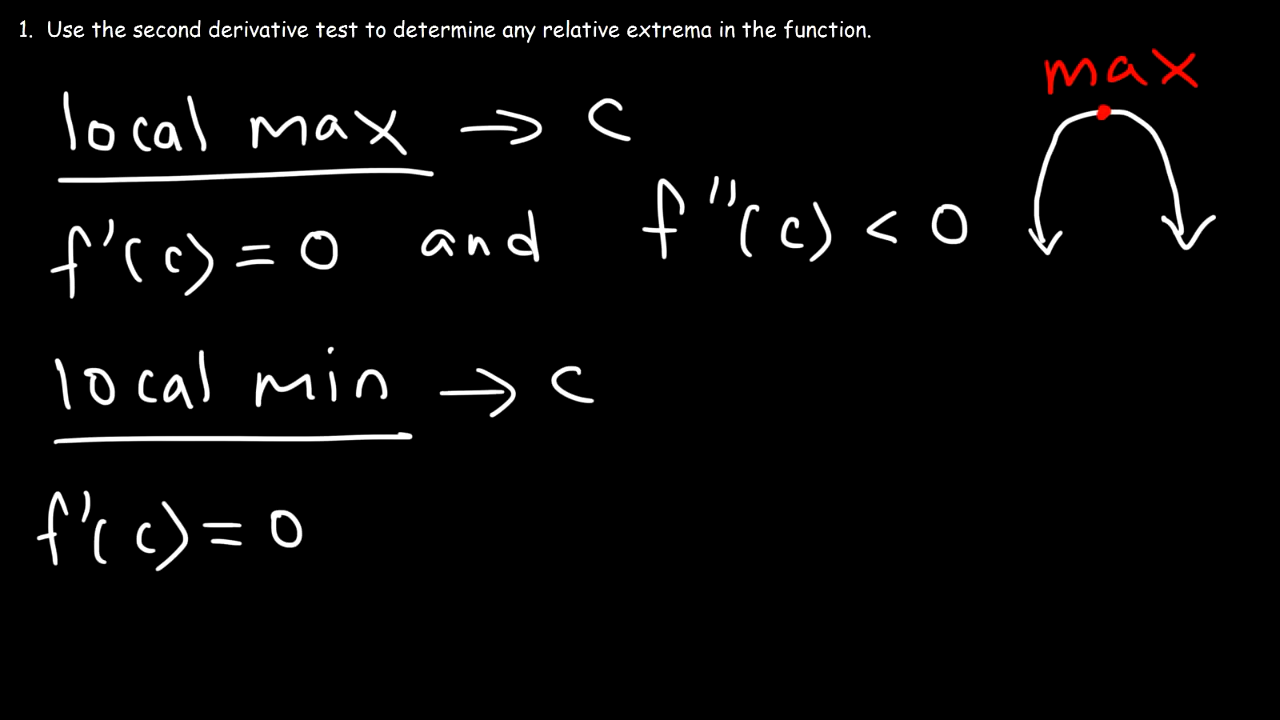 1. Use the second derivative test to determine any relative extrema in the function.
max
local max → c
f'(c) = 0 and f''(c) < 0
local min → c
f'(c) = 0